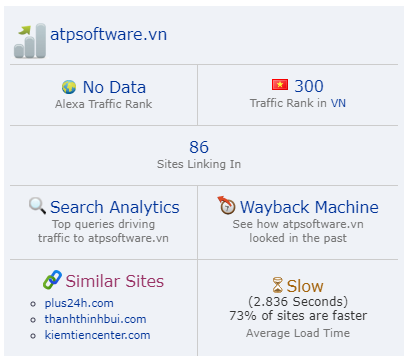 atpsoftware.vn
No Data
Alexa Traffic Rank
300
Traffic Rank in VN
86
Sites Linking In
Search Analytics
Top queries driving
traffic to atpsoftware.vn
Wayback Machine
See how atpsoftware.vn
looked in the past
Similar Sites
plus24h.com
thanhthinhbui.com
kiemtiencenter.com
Slow
(2.836 Seconds)
73% of sites are faster
Average Load Time